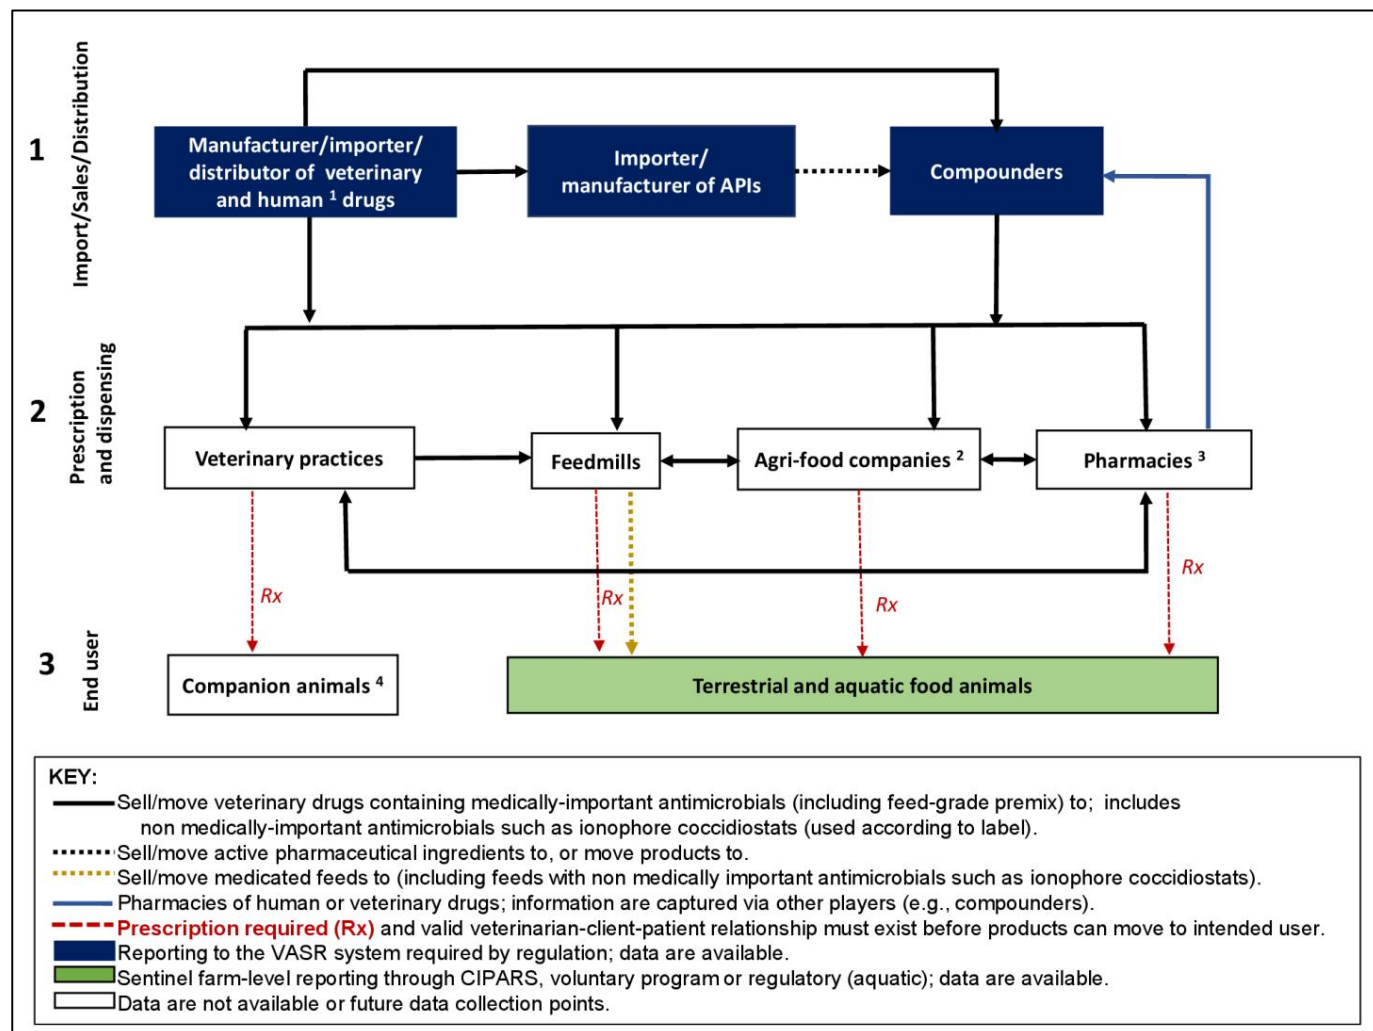 1
Import/Sales/Distribution
Manufacturer/importer/
distributor of veterinary
and human 1 drugs
Importer/
manufacturer of APIs
Compounders
2
Prescription
and dispensing
Veterinary practices
Feedmills
Agri-food companies 2
Pharmacies 3
Rx
Rx
Rx
Rx
3
End user
Companion animals 4
Terrestrial and aquatic food animals
KEY:
Sell/move veterinary drugs containing medically-important antimicrobials (including feed-grade premix) to; includes
non medically-important antimicrobials such as ionophore coccidiostats (used according to label).
Sell/move active pharmaceutical ingredients to, or move products to.
Sell/move medicated feeds to (including feeds with non medically important antimicrobials such as ionophore coccidiostats).
Pharmacies of human or veterinary drugs; information are captured via other players (e.g., compounders).
Prescription required (Rx) and valid veterinarian-client-patient relationship must exist before products can move to intended user.
Reporting to the VASR system required by regulation; data are available.
Sentinel farm-level reporting through CIPARS, voluntary program or regulatory (aquatic); data are available.
Data are not available or future data collection points.